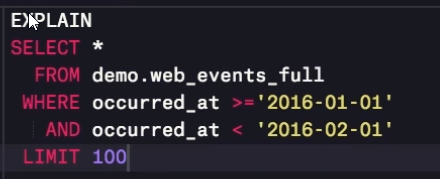 EXPLAIN
SELECT *
FROM demo.web_events_full
WHERE occurred_at >='2016-01-01'
AND occurred_at < '2016-02-01'
LIMIT 100